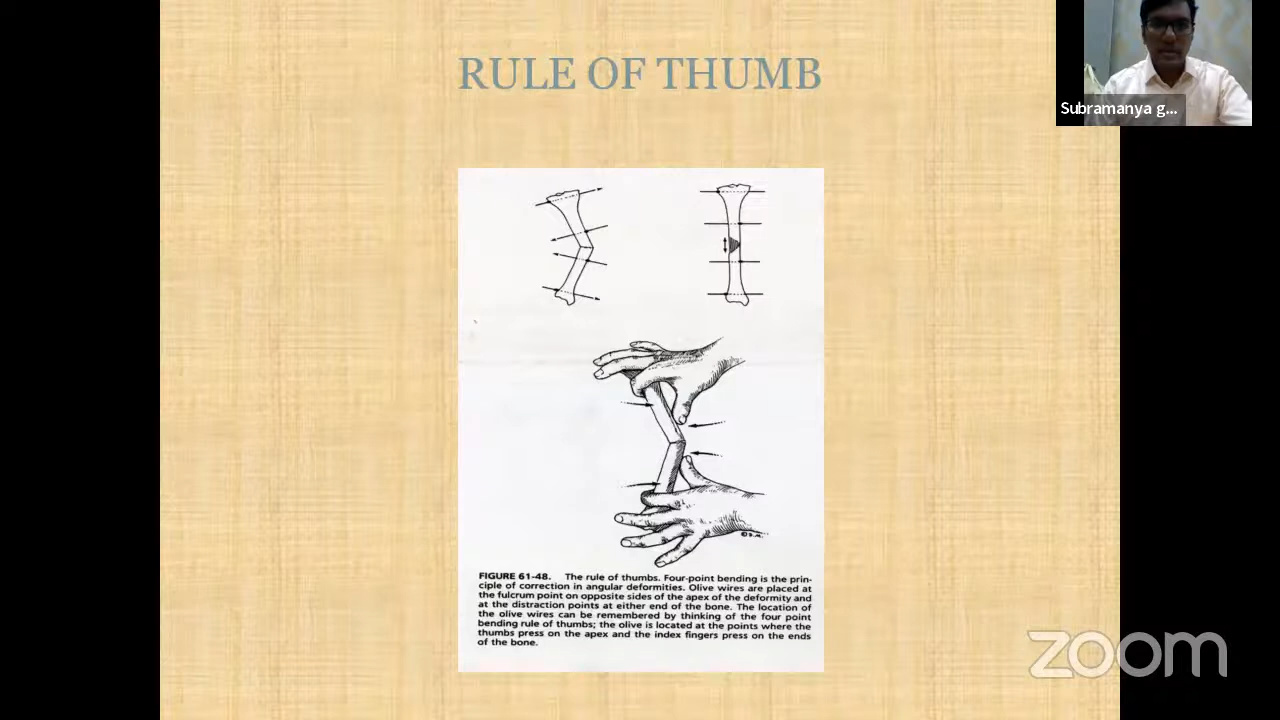 RULE OF THUMB
Subramanya g...
FIGURE 61-48. The rule of thumbs. Four-point bending is the prin-
ciple of correction in angular deformities. Olive wires are placed at
the fulcrum point on opposite sides of the apex of the deformity and
at the distraction points at either end of the bone. The location of
the olive wires can be remembered by thinking of the four point
bending rule of thumbs; the olive is located at the points where the
thumbs press on the apex and the index fingers press on the ends
of the bone.
zoom